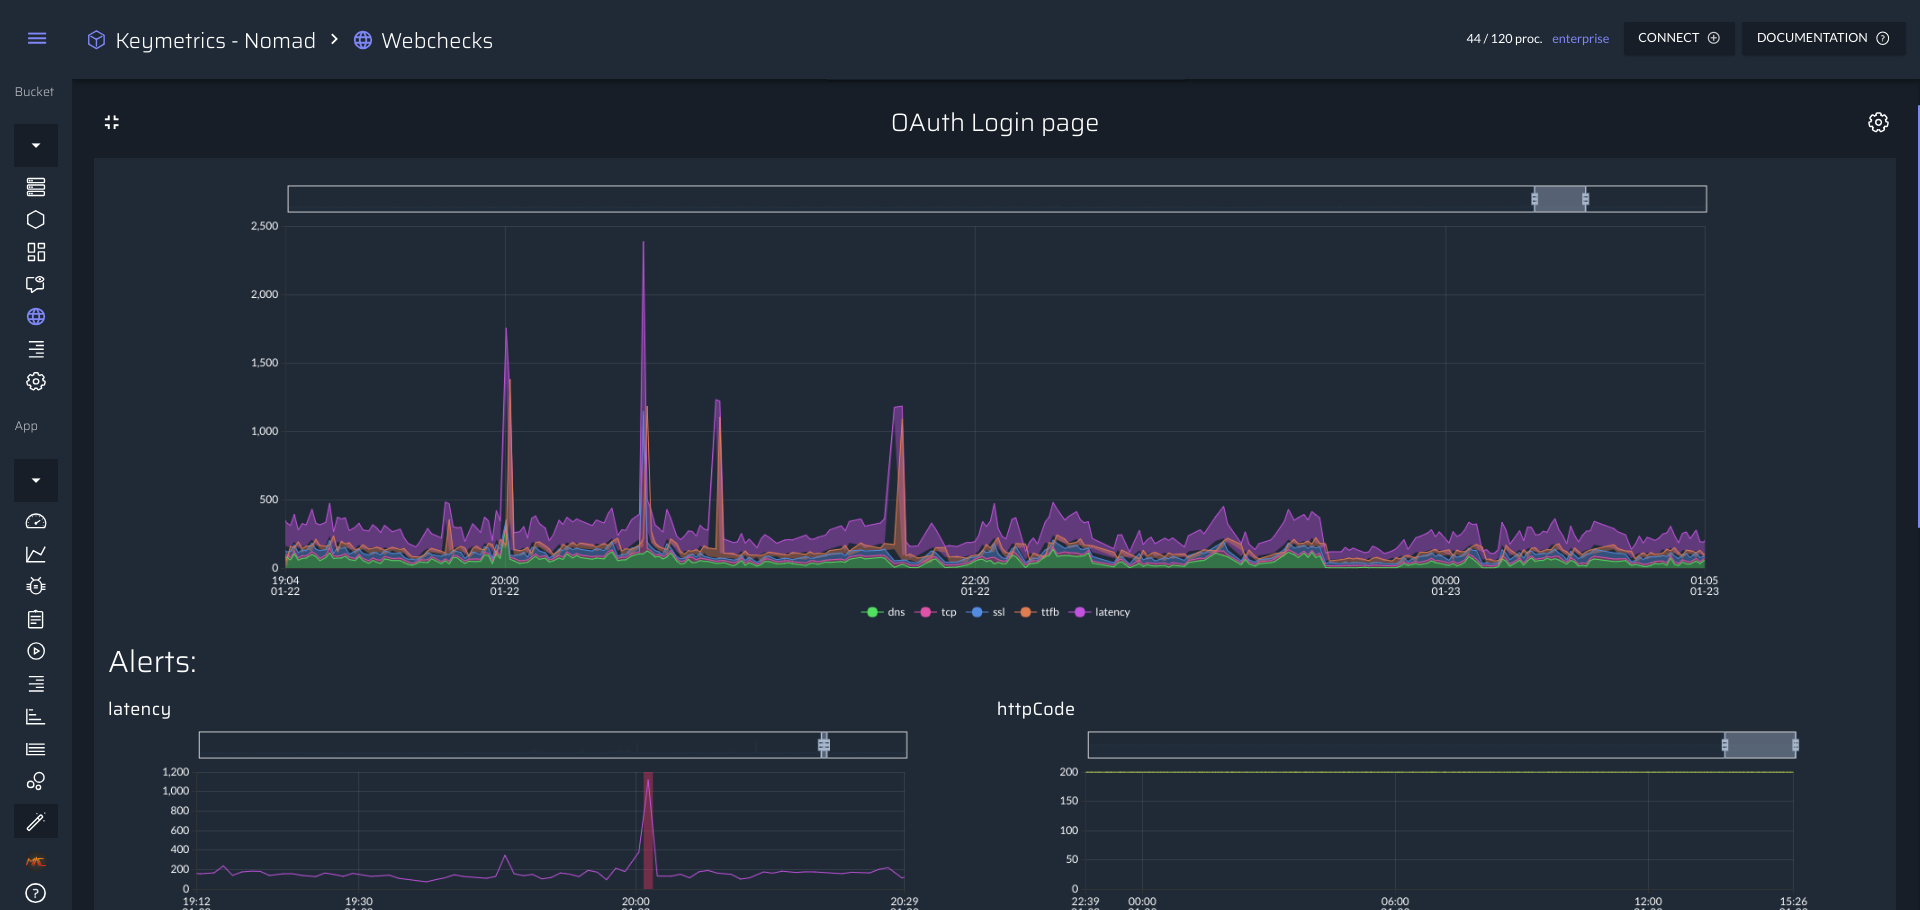 Keymetrics - Nomad > Webchecks
44 / 120 proc. enterprise CONNECT DOCUMENTATION
Bucket
OAuth Login page
2,500
2,000
1,500
1,000
500
0
19:04 20:00 22:00 00:00 01:05
01-22 01-22 01-22 01-23 01-23
dns tcp ssl ttfb latency
App
Alerts:
latency
1,200
1,000
800
600
400
200
0
19:12 19:30 20:00 20:29
httpCode
200
150
100
50
0
22:39 00:00 06:00 12:00 15:26